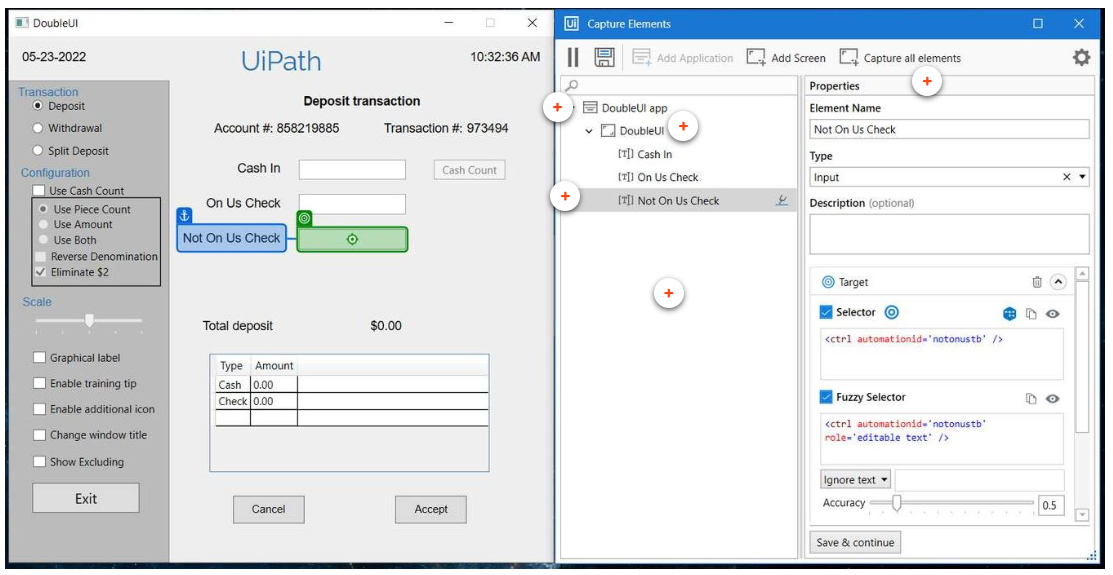 DoubleUI
05-23-2022
UiPath
10:32:36 AM
Transaction
Deposit
Withdrawal
Split Deposit
Configuration
Use Cash Count
Use Piece Count
Use Amount
Use Both
Reverse Denomination
Eliminate $2
Scale
Graphical label
Enable training tip
Enable additional icon
Change window title
Show Excluding
Exit
Deposit transaction
Account #: 858219885 Transaction #: 973494
Cash In
Cash Count
On Us Check
Not On Us Check
Total deposit $0.00
Type Amount
Cash 0.00
Check 0.00
Cancel Accept
Ui Capture Elements
Add Application Add Screen Capture all elements
DoubleUI app
DoubleUI
[T] Cash In
[T] On Us Check
[T] Not On Us Check
Properties
Element Name
Not On Us Check
Type
Input
Description (optional)
Target
Selector
<ctrl automationid='notonustb' />
Fuzzy Selector
<ctrl automationid='notonustb'
role='editable text' />
Ignore text
Accuracy 0.5
Save & continue